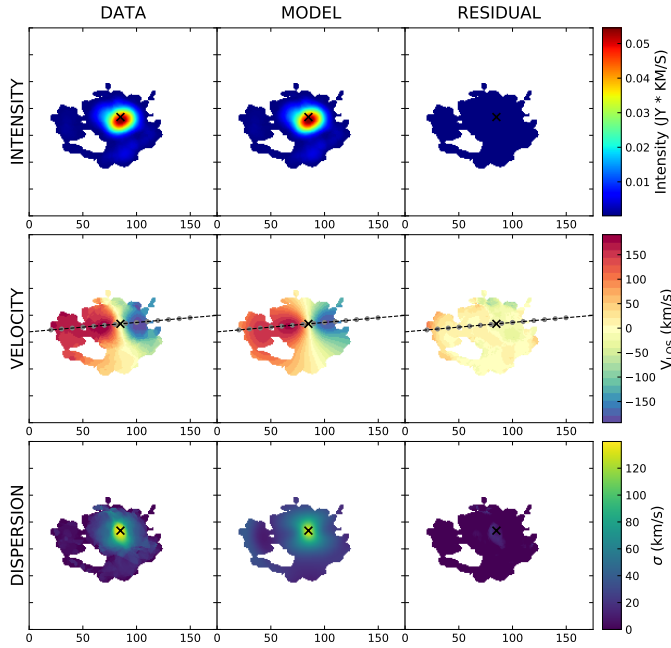 DATA MODEL RESIDUAL
INTENSITY
0 50 100 150 0 50 100 150 0 50 100 150
0.05
0.04
0.03
0.02
0.01
Intensity (JY * KM/S)
VELOCITY
0 50 100 150 0 50 100 150 0 50 100 150
150
100
50
0
−50
−100
−150
VLOS (km/s)
DISPERSION
0 50 100 150 0 50 100 150 0 50 100 150
120
100
80
60
40
20
0
σ (km/s)